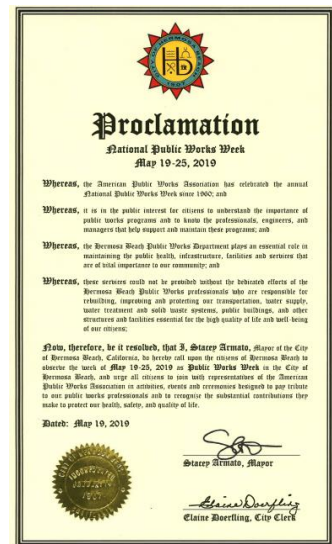 CITY OF HERMOSA BEACH
HB
1907
Proclamation
National Public Works Week
May 19-25, 2019
Whereas, the American Public Works Association has celebrated the annual
National Public Works Week since 1960; and
Whereas, it is in the public interest for citizens to understand the importance of
public works programs and to know the professionals, engineers, and
managers that help support and maintain these programs; and
Whereas, the Hermosa Beach Public Works Department plays an essential role in
maintaining the public health, infrastructure, facilities and services that
are of vital importance to our community; and
Whereas, these services could not be provided without the dedicated efforts of the
Hermosa Beach Public Works professionals who are responsible for
rebuilding, improving and protecting our transportation, water supply,
water treatment and solid waste systems, public buildings, and other
structures and facilities essential for the high quality of life and well-being
of our citizens;
Now, therefore, be it resolved, that I, Stacey Armato, Mayor of the City
of Hermosa Beach, California, do hereby call upon the citizens of Hermosa Beach to
observe the week of May 19-25, 2019 as Public Works Week in the City of
Hermosa Beach, and urge all citizens to join with representatives of the American
Public Works Association in activities, events and ceremonies designed to pay tribute
to our public works professionals and to recognize the substantial contributions they
make to protect our health, safety, and quality of life.
Dated: May 19, 2019
Stacey Armato, Mayor
INCORPORATED
1907
Elaine Doerfling
Elaine Doerfling, City Clerk